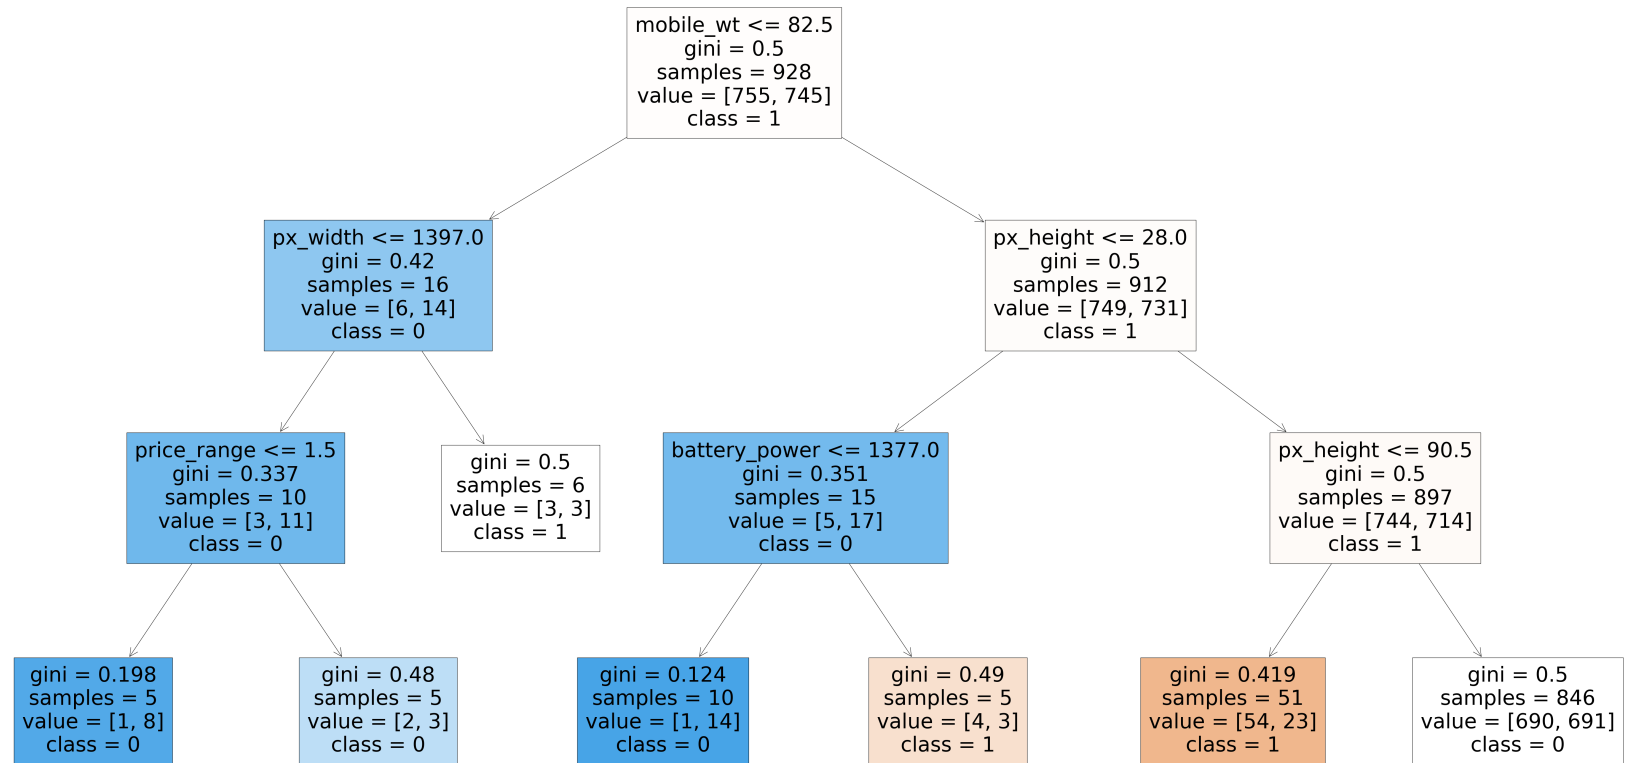 mobile_wt <= 82.5
gini = 0.5
samples = 928
value = [755, 745]
class = 1
px_width <= 1397.0
gini = 0.42
samples = 16
value = [6, 14]
class = 0
px_height <= 28.0
gini = 0.5
samples = 912
value = [749, 731]
class = 1
price_range <= 1.5
gini = 0.337
samples = 10
value = [3, 11]
class = 0
gini = 0.5
samples = 6
value = [3, 3]
class = 1
battery_power <= 1377.0
gini = 0.351
samples = 15
value = [5, 17]
class = 0
px_height <= 90.5
gini = 0.5
samples = 897
value = [744, 714]
class = 1
gini = 0.198
samples = 5
value = [1, 8]
class = 0
gini = 0.48
samples = 5
value = [2, 3]
class = 0
gini = 0.124
samples = 10
value = [1, 14]
class = 0
gini = 0.49
samples = 5
value = [4, 3]
class = 1
gini = 0.419
samples = 51
value = [54, 23]
class = 1
gini = 0.5
samples = 846
value = [690, 691]
class = 0